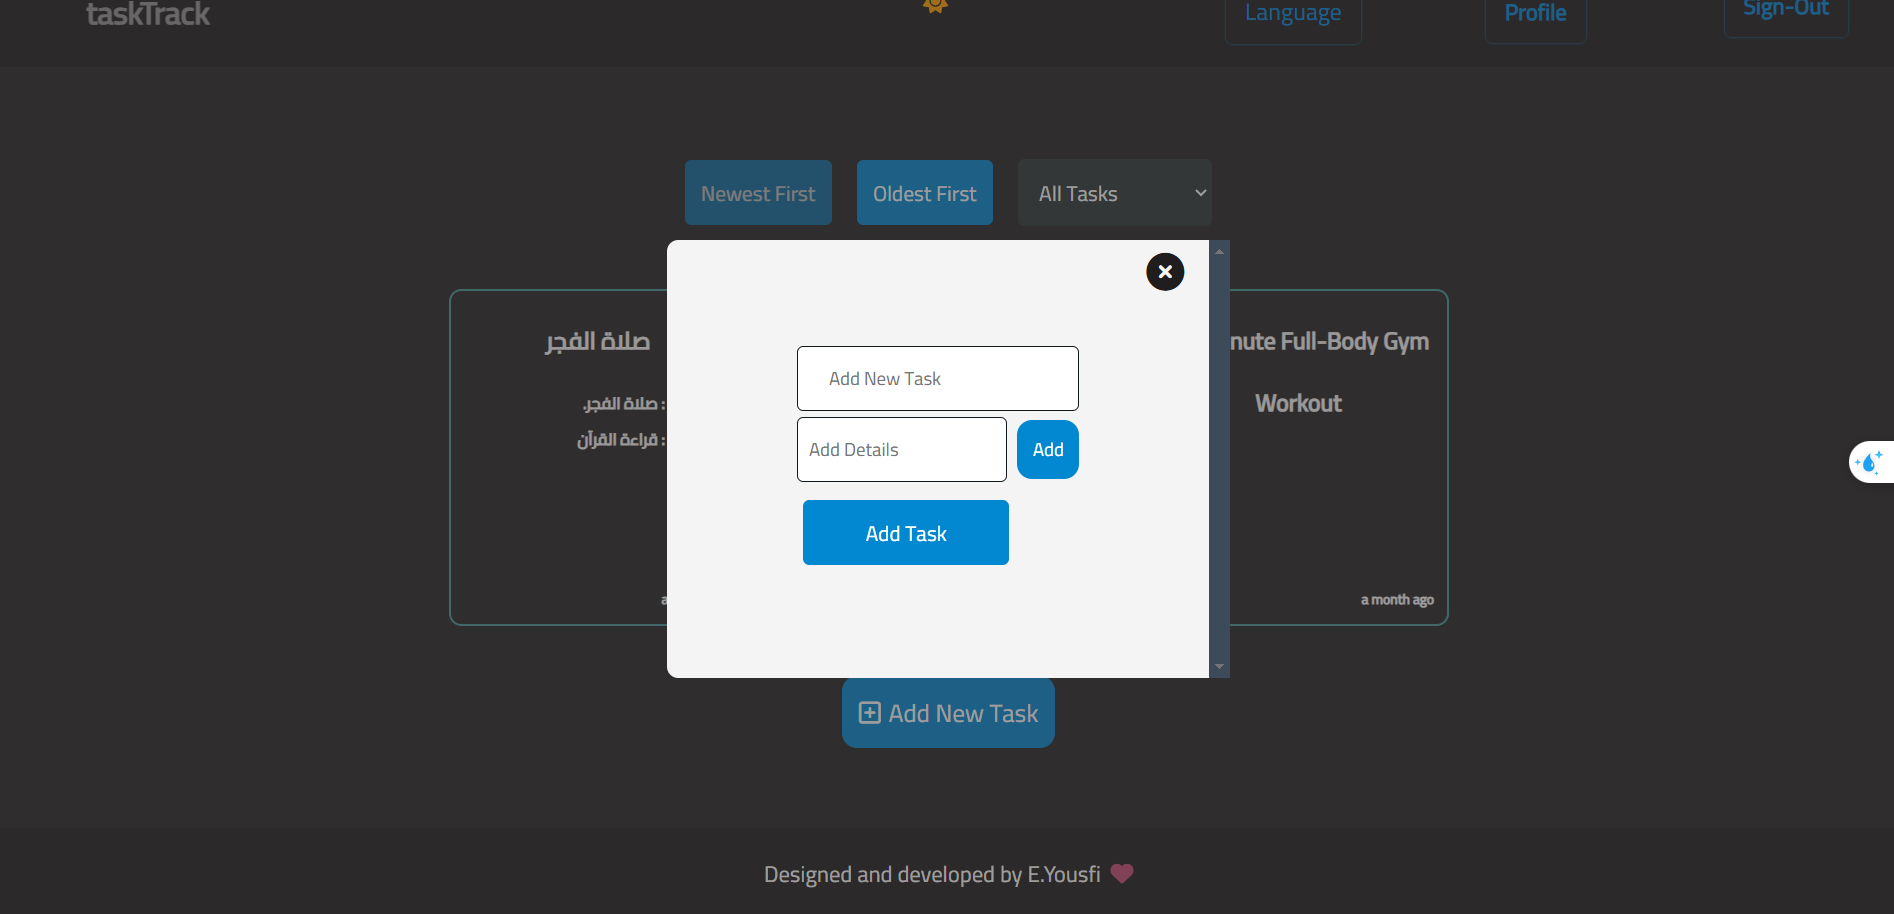 taskTrack
Language
Profile
Sign-Out
Newest First
Oldest First
All Tasks
صلاة الفجر
: صلاة الفجر.
: قراءة القرآن
Full-Body Gym
Workout
a month ago
Add New Task
Add Details
Add
Add Task
Add New Task
Designed and developed by E.Yousfi